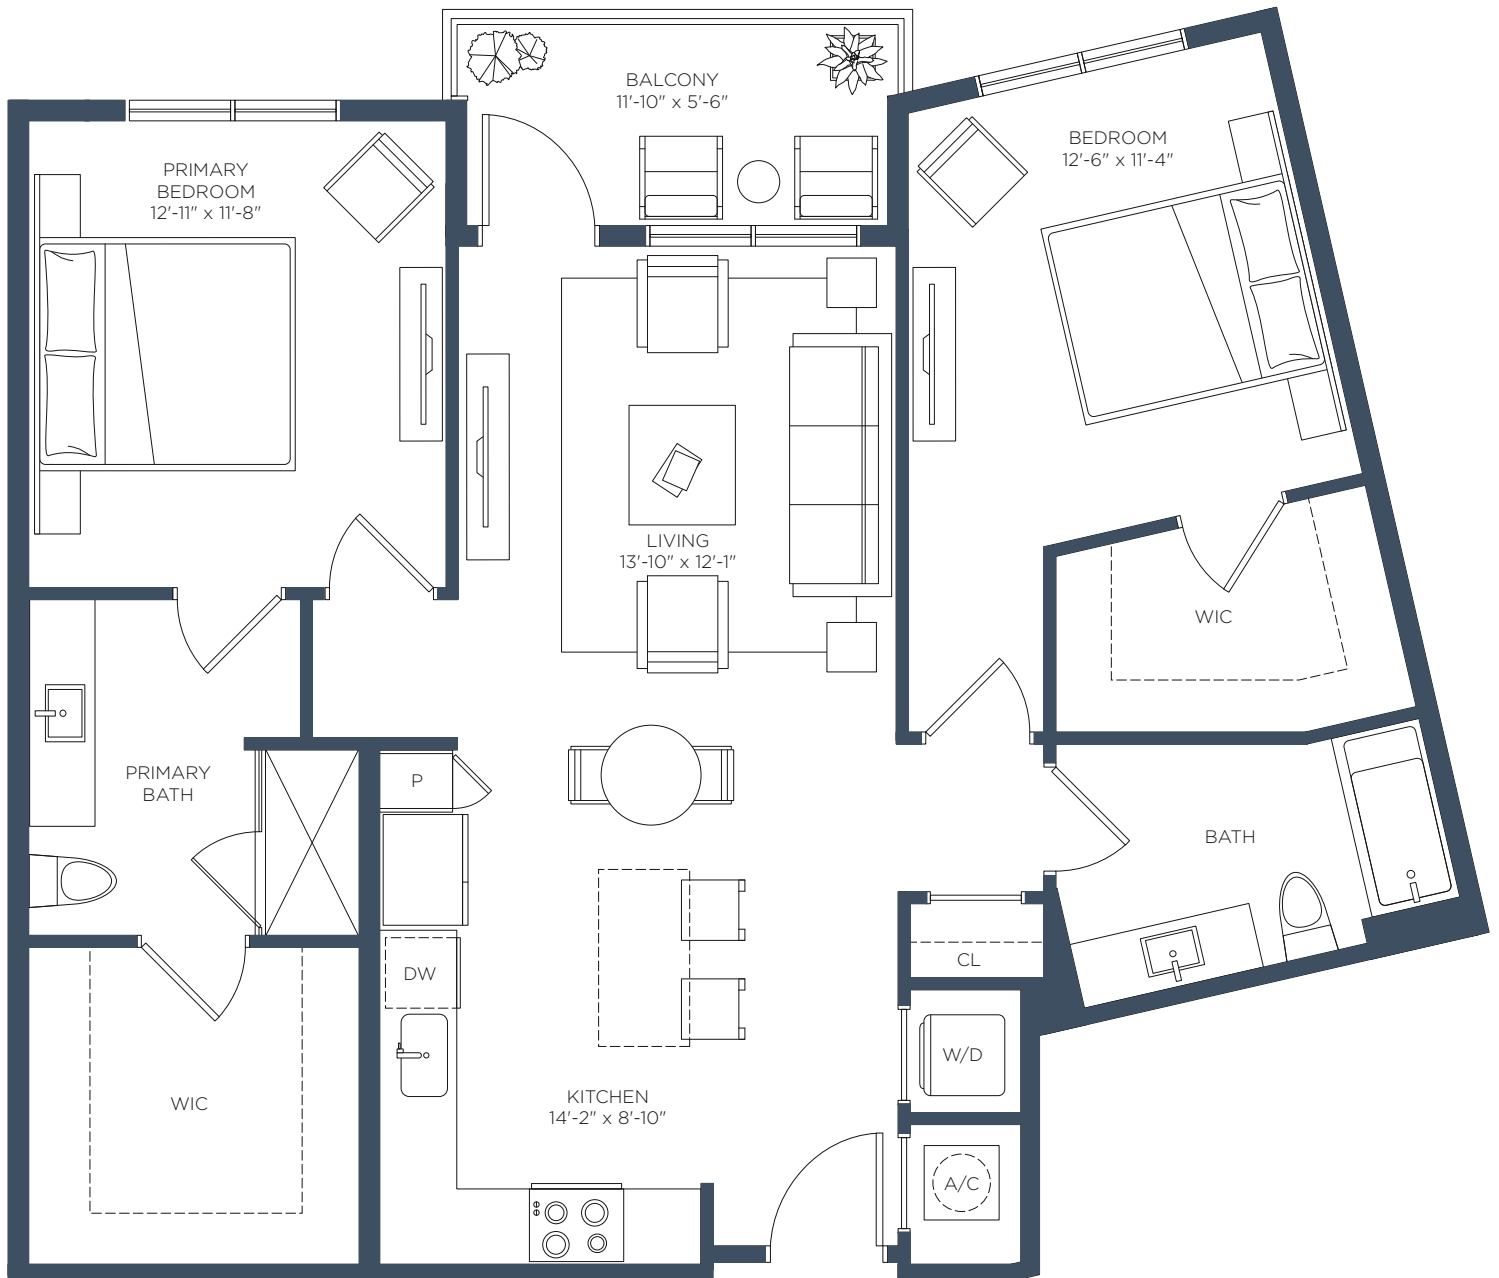 BALCONY
11'-10" x 5'-6"
BEDROOM
12'-6" x 11'-4"
PRIMARY
BEDROOM
12'-11" x 11'-8"
LIVING
13'-10" x 12'-1"
WIC
PRIMARY
BATH
P
BATH
DW
CL
W/D
WIC
KITCHEN
14'-2" x 8'-10"
A/C